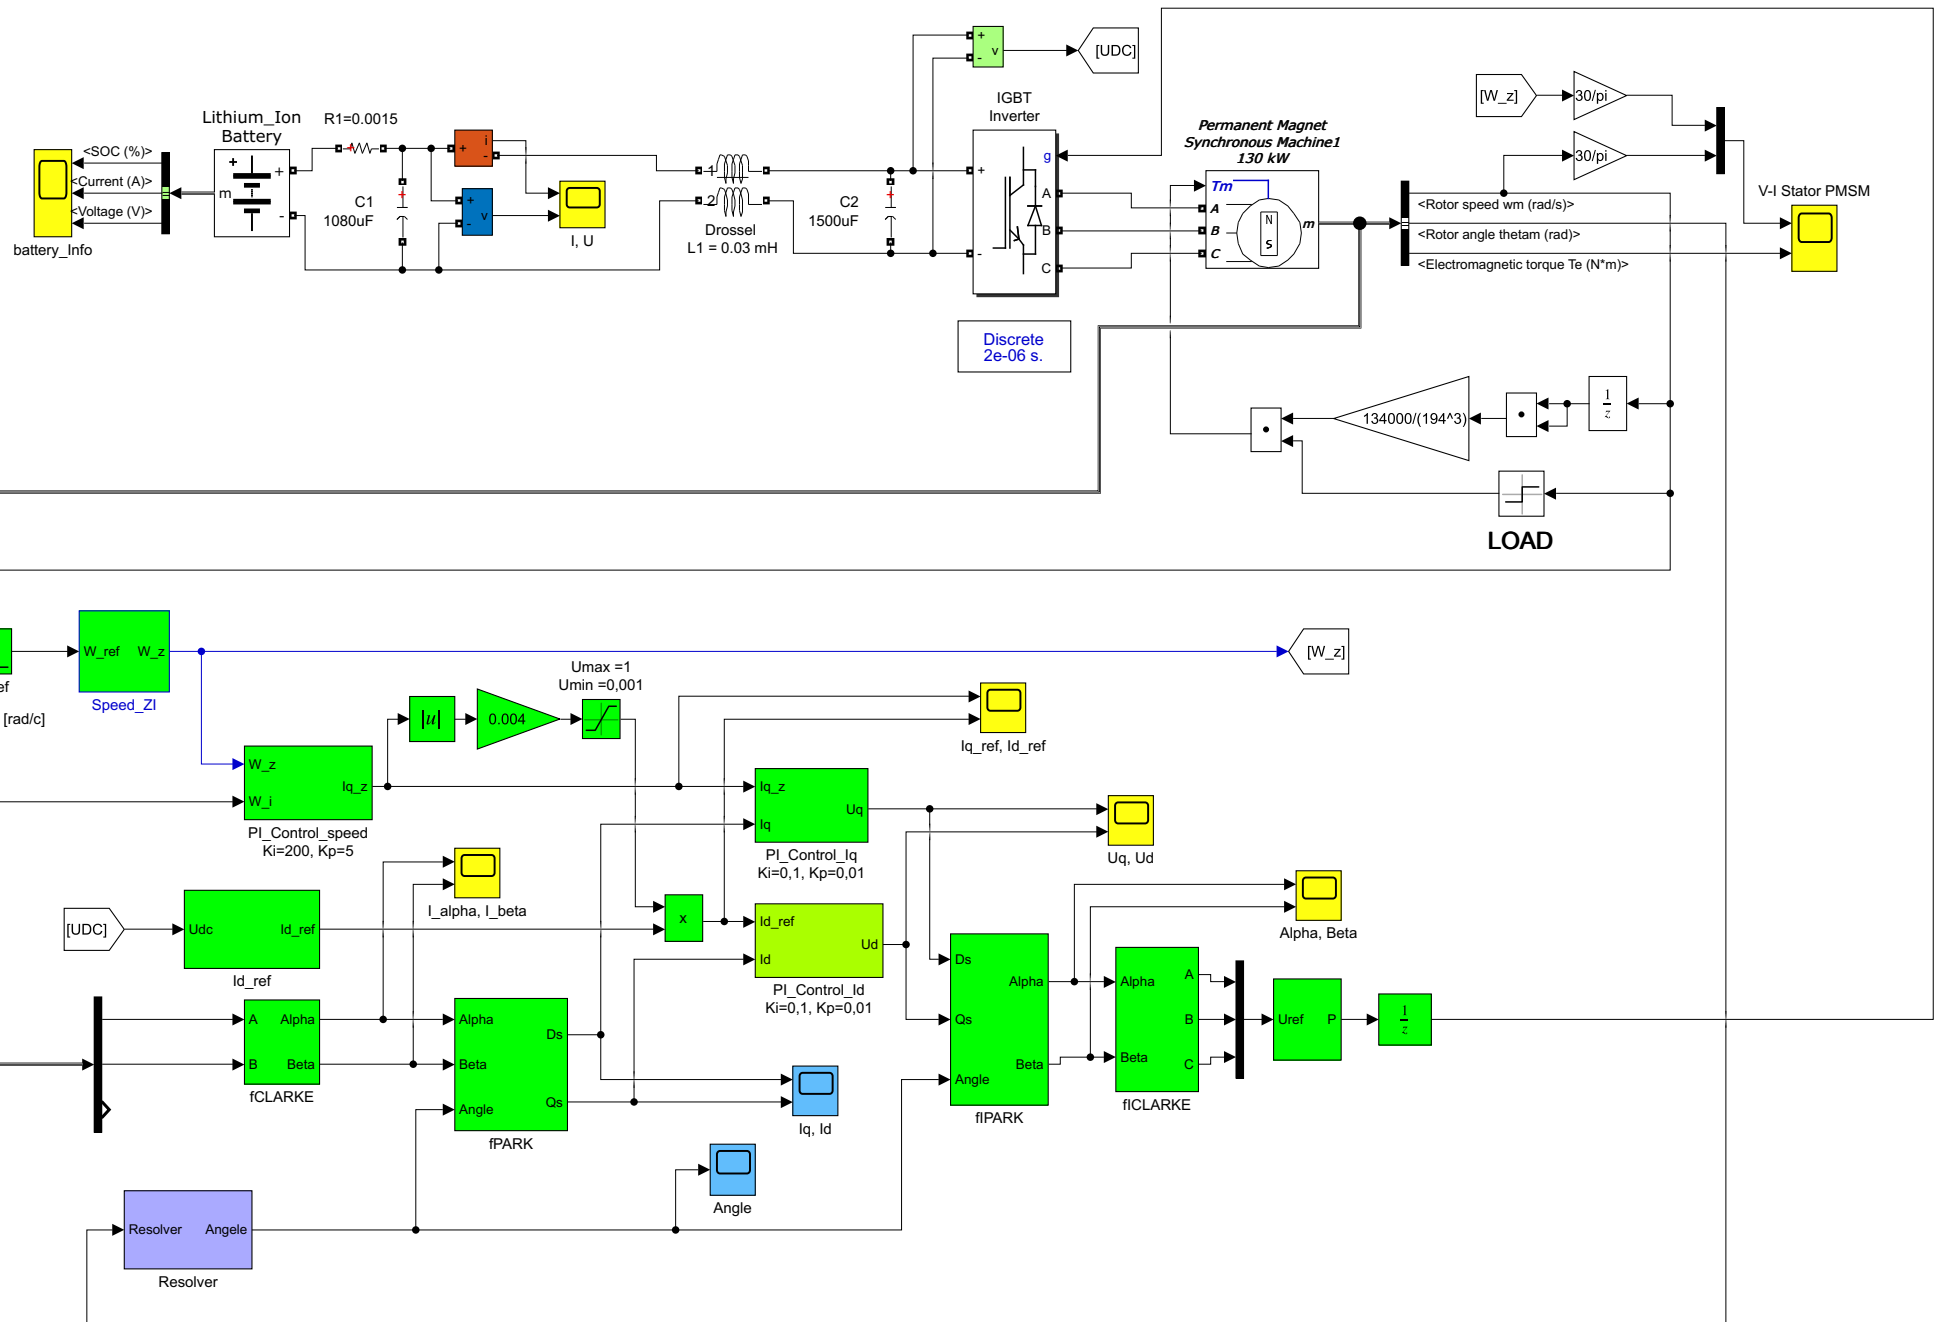 [UDC]
+
v
-
IGBT
Inverter
[W_z]
30/pi
30/pi
Lithium_Ion
Battery
R1=0.0015
<SOC (%)>
<Current (A)>
<Voltage (V)>
battery_Info
m
+
-
C1
1080uF
+
i
-
+
v
-
I, U
1
2
Drossel
L1 = 0.03 mH
C2
1500uF
g
+
-
A
B
C
Discrete
2e-06 s.
Permanent Magnet
Synchronous Machine1
130 kW
Tm
A
B
C
N
S
m
<Rotor speed wm (rad/s)>
<Rotor angle thetam (rad)>
<Electromagnetic torque Te (N*m)>
V-I Stator PMSM
134000/(194^3)
1
z
LOAD
ef
[rad/c]
W_ref W_z
Speed_ZI
[W_z]
Umax =1
Umin =0,001
|u|
0.004
Iq_ref, Id_ref
W_z
W_i
Iq_z
PI_Control_speed
Ki=200, Kp=5
Iq_z
Iq
Uq
PI_Control_Iq
Ki=0,1, Kp=0,01
Uq, Ud
I_alpha, I_beta
[UDC]
Udc Id_ref
Id_ref
x
Id_ref
Id
Ud
PI_Control_Id
Ki=0,1, Kp=0,01
Alpha, Beta
A Alpha
B Beta
fCLARKE
Alpha
Beta
Angle
Ds
Qs
fPARK
Iq, Id
Ds
Qs
Angle
Alpha
Beta
fIPARK
Alpha
Beta
A
B
C
fICLARKE
Uref P
1
z
Angle
Resolver Angele
Resolver